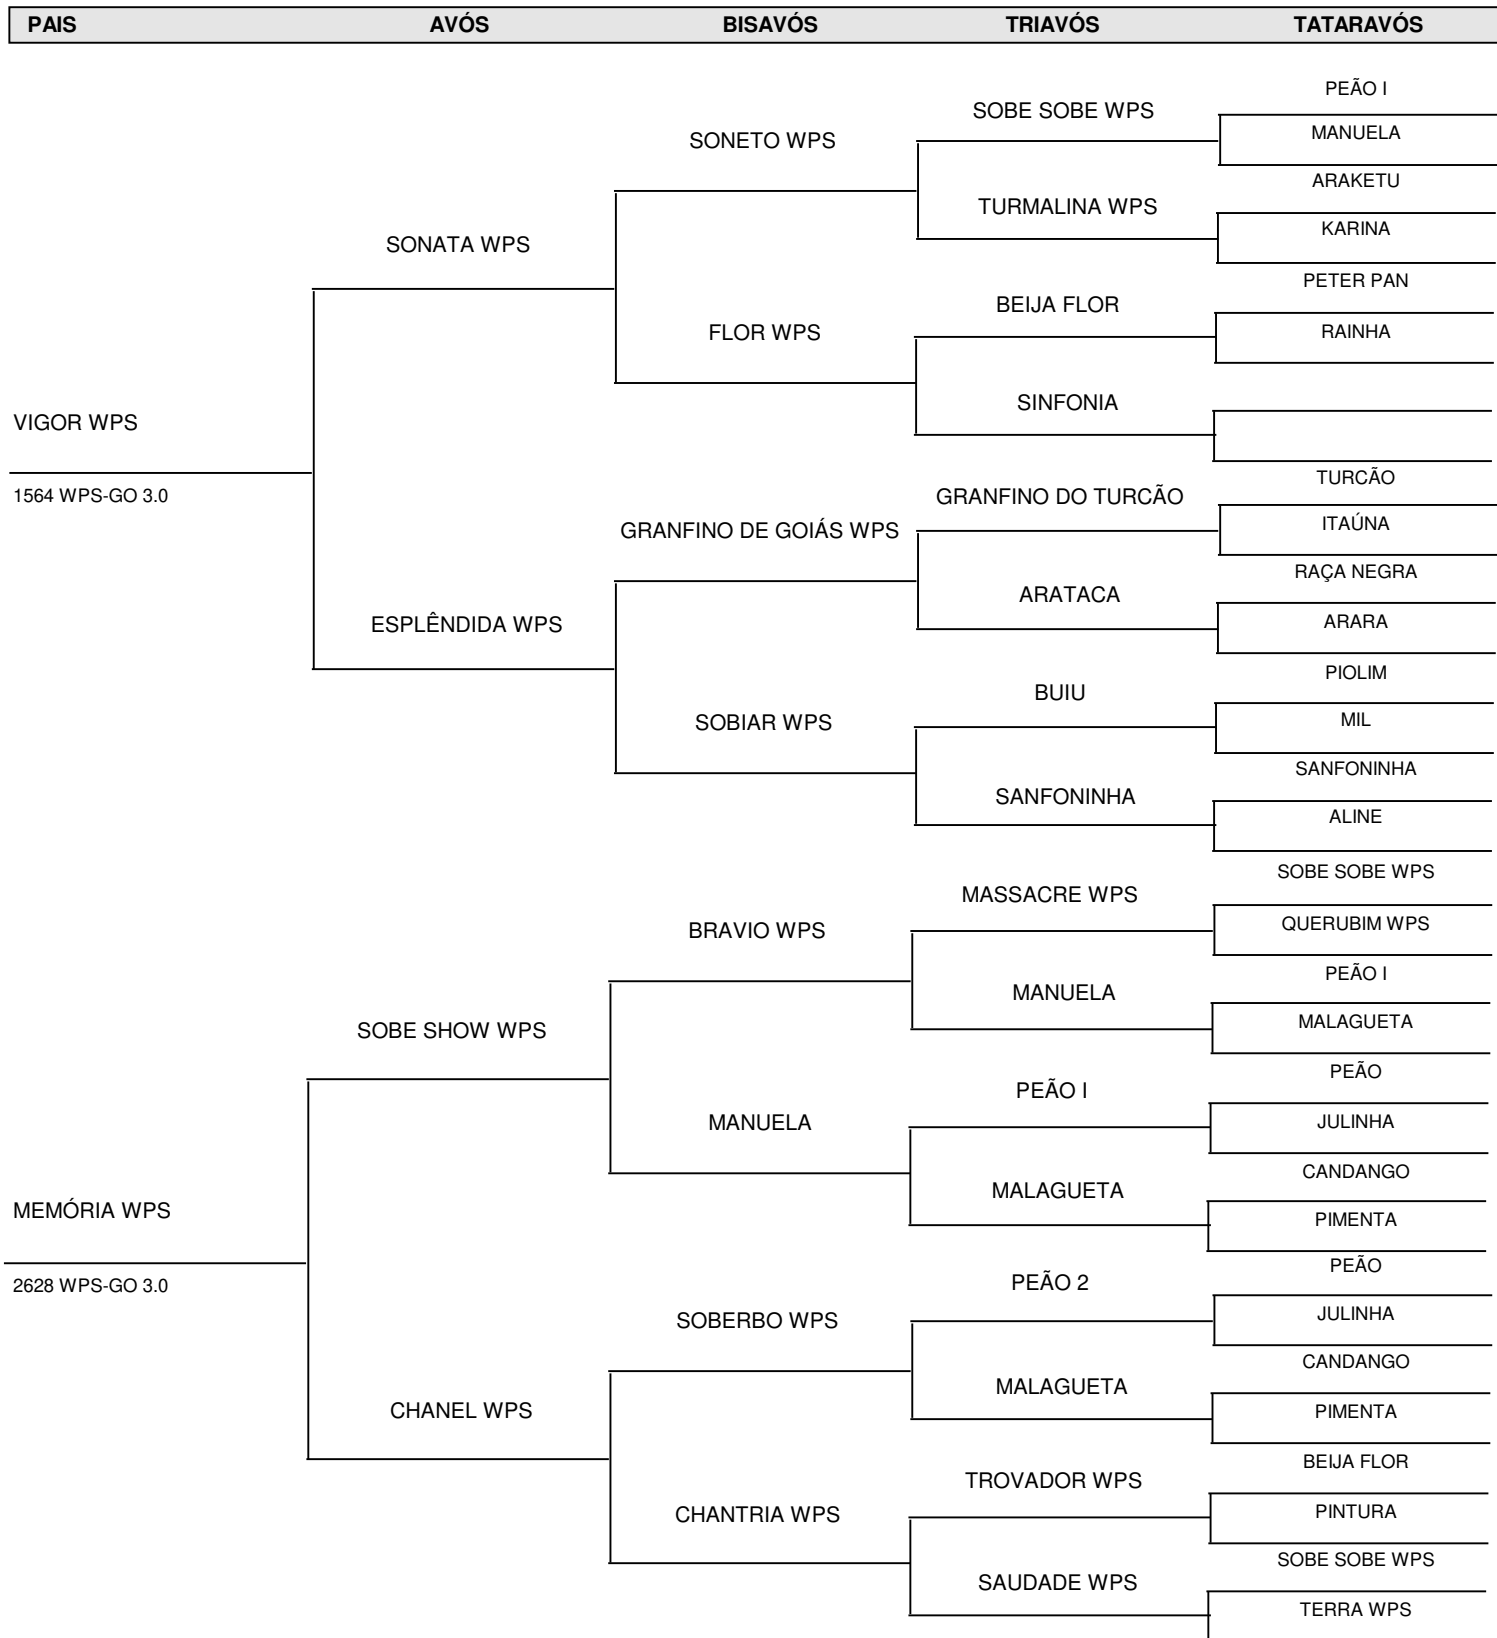 PAIS AVÓS BISAVÓS TRIAVÓS TATARAVÓS
PEÃO I
SOBE SOBE WPS
MANUELA
SONETO WPS
ARAKETU
TURMALINA WPS
KARINA
SONATA WPS
PETER PAN
BEIJA FLOR
RAINHA
FLOR WPS
SINFONIA
VIGOR WPS
TURCÃO
1564 WPS-GO 3.0
GRANFINO DO TURCÃO
ITAÚNA
GRANFINO DE GOIÁS WPS
RAÇA NEGRA
ARATACA
ARARA
ESPLÊNDIDA WPS
PIOLIM
BUIU
MIL
SOBIAR WPS
SANFONINHA
SANFONINHA
ALINE
SOBE SOBE WPS
MASSACRE WPS
QUERUBIM WPS
BRAVIO WPS
PEÃO I
MANUELA
MALAGUETA
SOBE SHOW WPS
PEÃO
PEÃO I
JULINHA
MANUELA
CANDANGO
MALAGUETA
MEMÓRIA WPS
PIMENTA
PEÃO
2628 WPS-GO 3.0
PEÃO 2
JULINHA
SOBERBO WPS
CANDANGO
MALAGUETA
CHANEL WPS
PIMENTA
BEIJA FLOR
TROVADOR WPS
PINTURA
CHANTRIA WPS
SOBE SOBE WPS
SAUDADE WPS
TERRA WPS